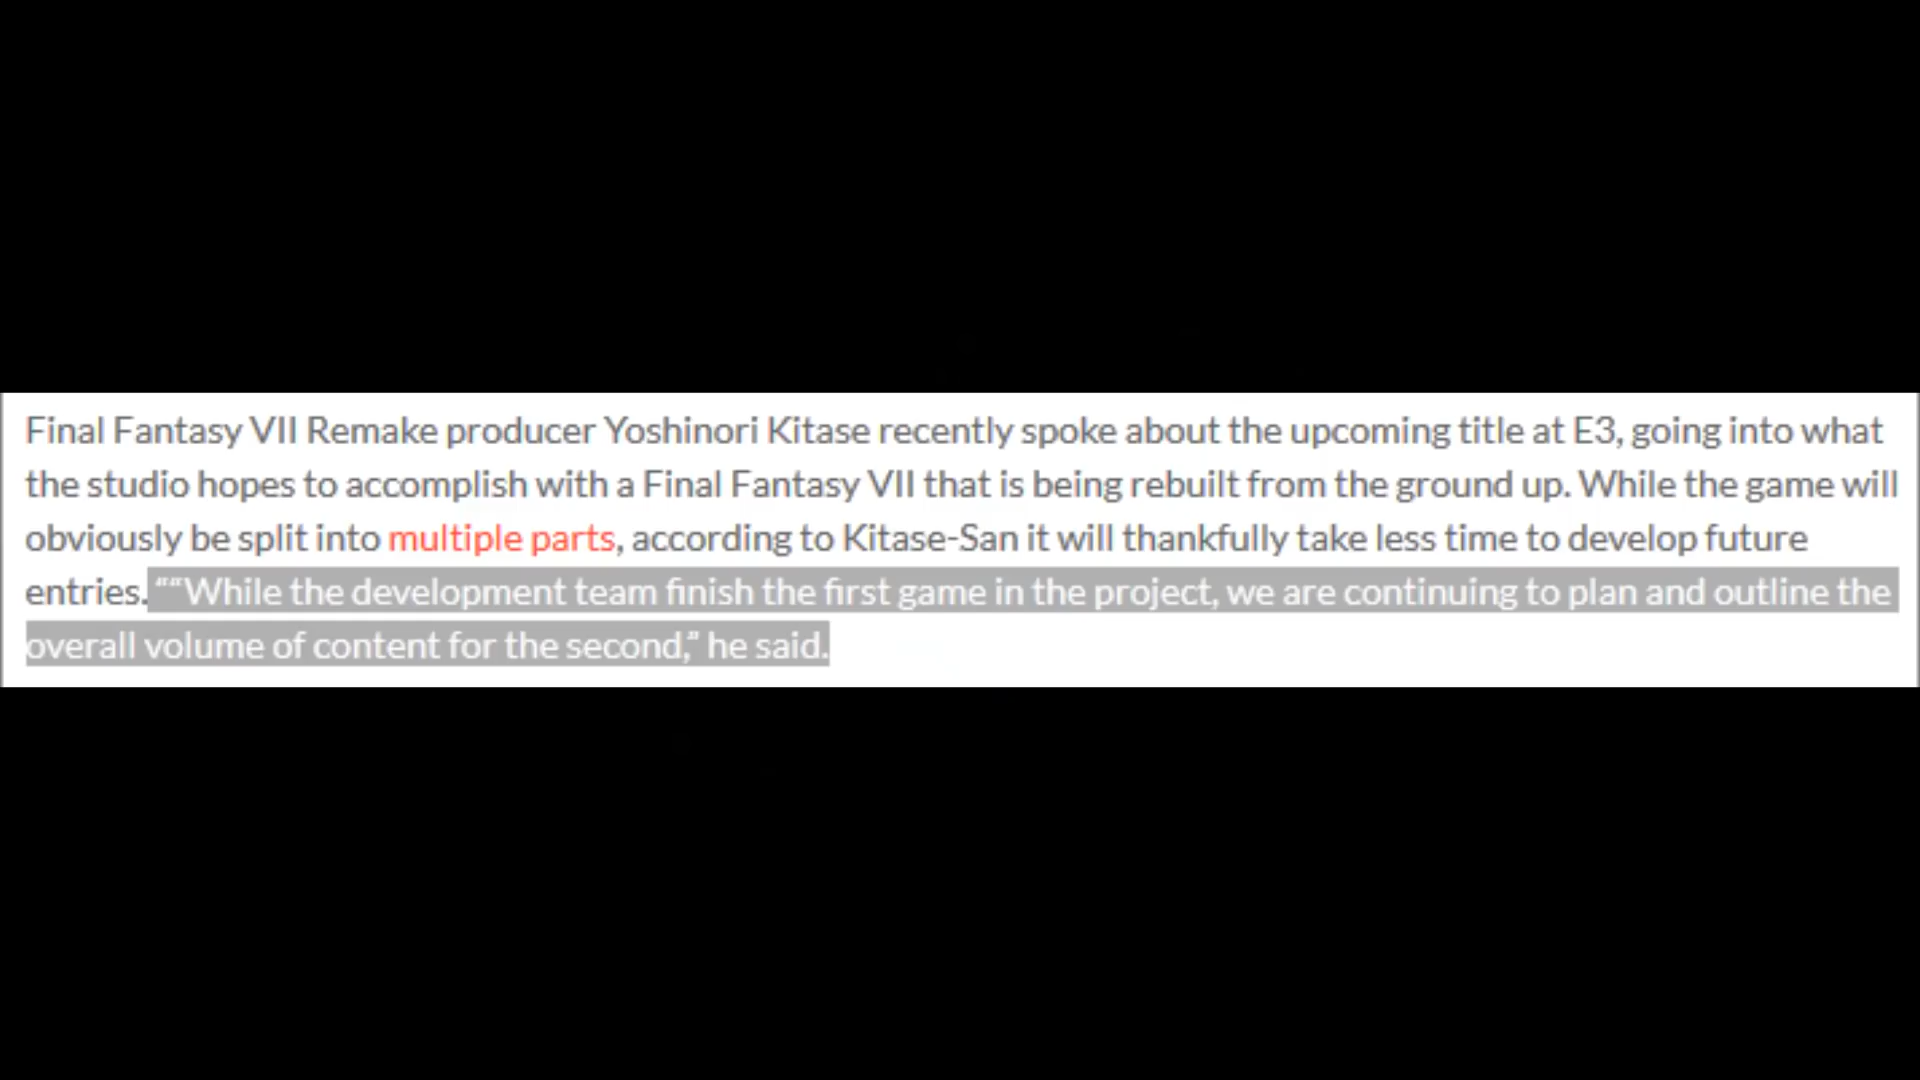 Final Fantasy VII Remake producer Yoshinori Kitase recently spoke about the upcoming title at E3, going into what
the studio hopes to accomplish with a Final Fantasy VII that is being rebuilt from the ground up. While the game will
obviously be split into multiple parts, according to Kitase-San it will thankfully take less time to develop future
entries. ““While the development team finish the first game in the project, we are continuing to plan and outline the
overall volume of content for the second,” he said.